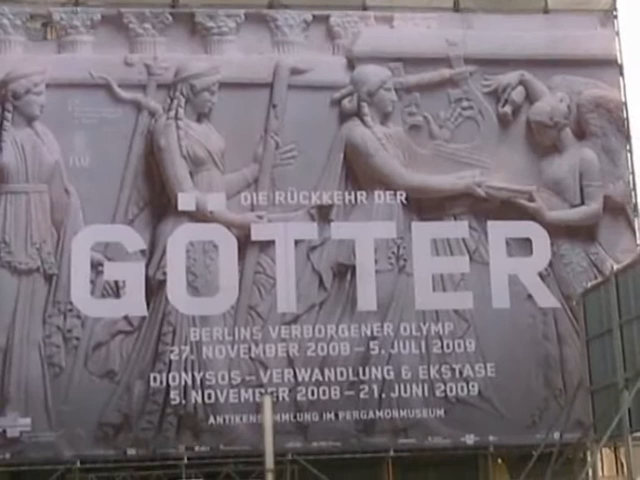 DIE RÜCKKEHR DER
GÖTTER
BERLINS VERBORGENER OLYMP
27. NOVEMBER 2008 – 5. JULI 2009
DIONYSOS – VERWANDLUNG & EKSTASE
5. NOVEMBER 2008 – 21. JUNI 2009
ANTIKENSAMMLUNG IM PERGAMONMUSEUM